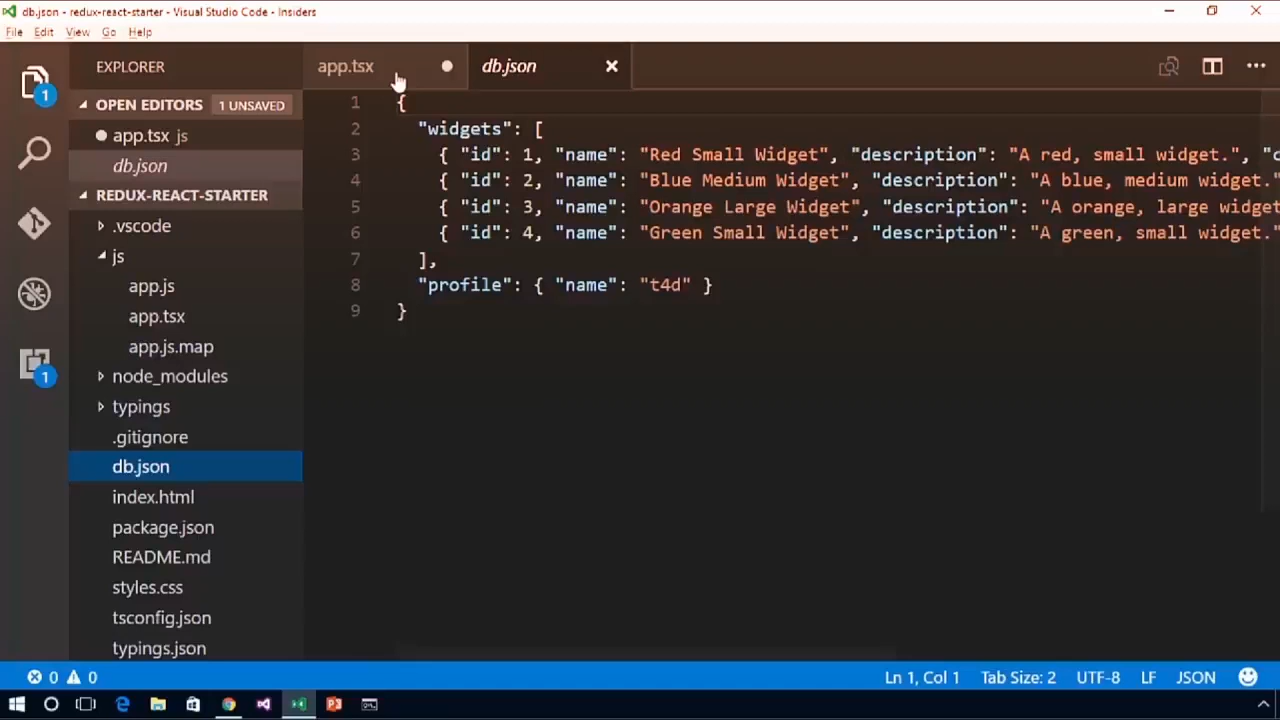 db.json - redux-react-starter - Visual Studio Code - Insiders
File Edit View Go Help
EXPLORER
OPEN EDITORS 1 UNSAVED
app.tsx js
db.json
REDUX-REACT-STARTER
.vscode
js
app.js
app.tsx
app.js.map
node_modules
typings
.gitignore
db.json
index.html
package.json
README.md
styles.css
tsconfig.json
typings.json
1
1
app.tsx db.json
1 {
2 "widgets": [
3 { "id": 1, "name": "Red Small Widget", "description": "A red, small widget.", "c
4 { "id": 2, "name": "Blue Medium Widget", "description": "A blue, medium widget."
5 { "id": 3, "name": "Orange Large Widget", "description": "A orange, large widget
6 { "id": 4, "name": "Green Small Widget", "description": "A green, small widget."
7 ],
8 "profile": { "name": "t4d" }
9 }
0 0 Ln 1, Col 1 Tab Size: 2 UTF-8 LF JSON